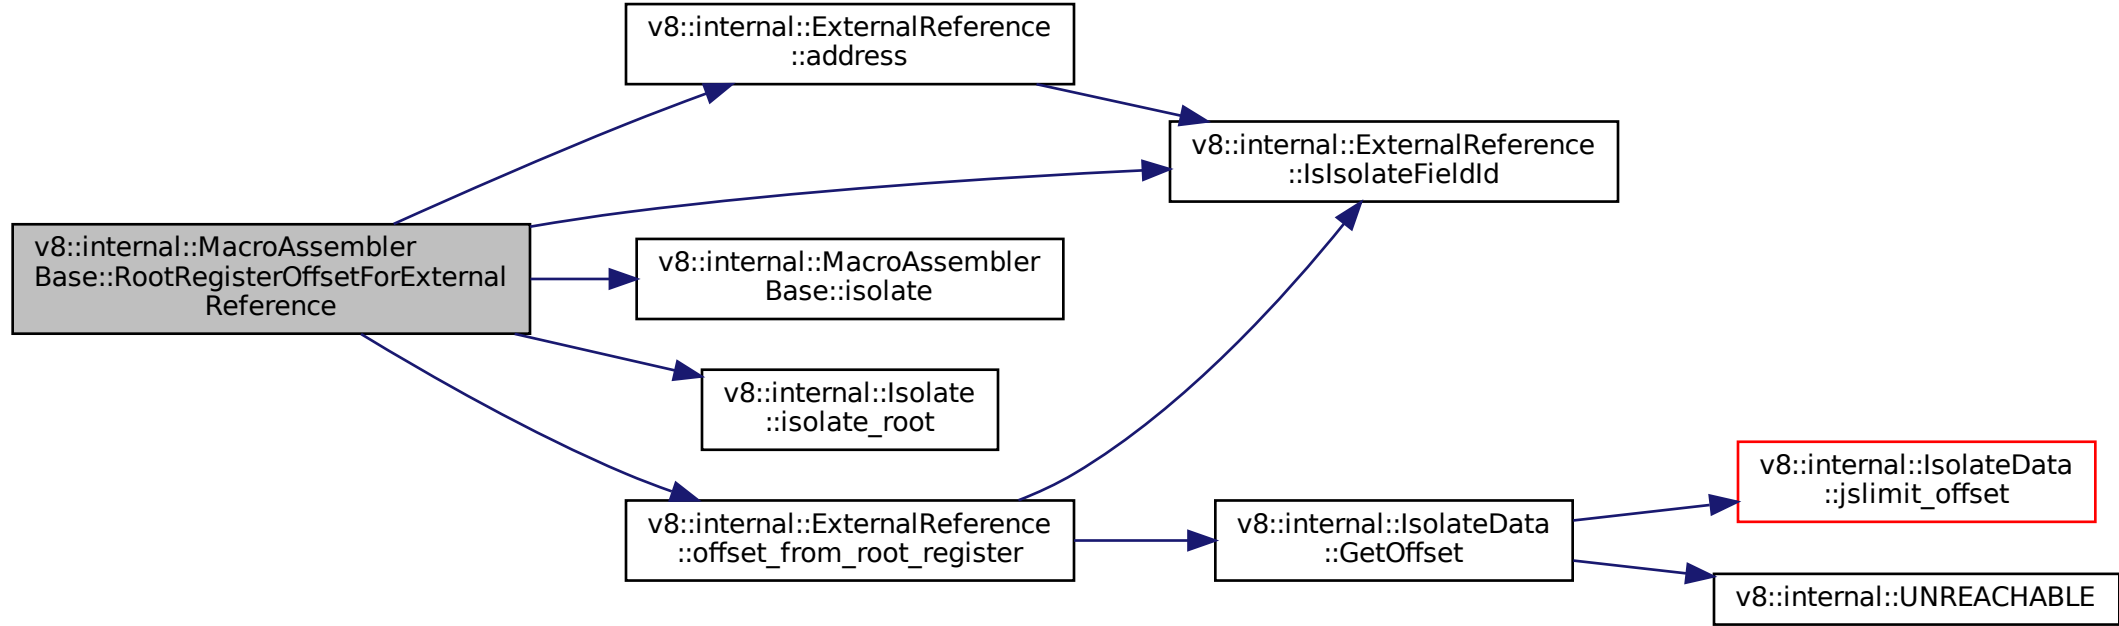 v8::internal::ExternalReference
::address
v8::internal::ExternalReference
::IsIsolateFieldId
v8::internal::MacroAssembler
Base::RootRegisterOffsetForExternal
Reference
v8::internal::MacroAssembler
Base::isolate
v8::internal::Isolate
::isolate_root
v8::internal::ExternalReference
::offset_from_root_register
v8::internal::IsolateData
::GetOffset
v8::internal::IsolateData
::jslimit_offset
v8::internal::UNREACHABLE